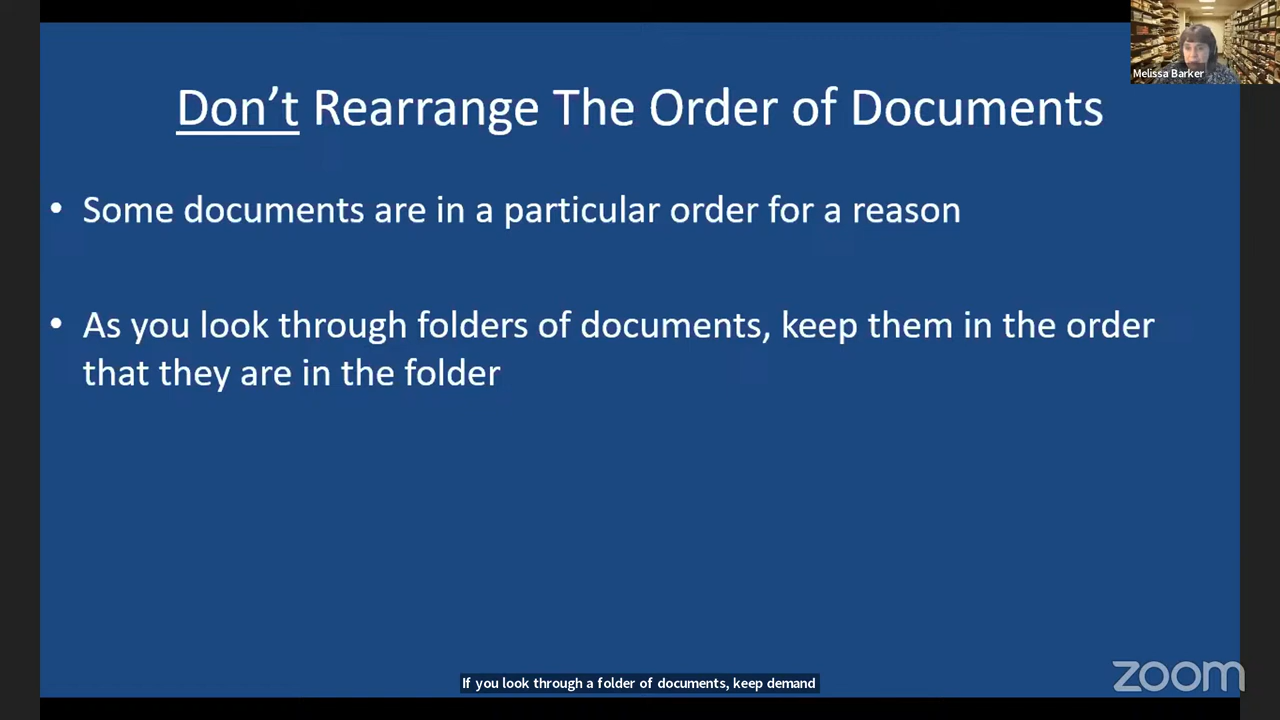 Melissa Barker
Don't Rearrange The Order of Documents
• Some documents are in a particular order for a reason
• As you look through folders of documents, keep them in the order
that they are in the folder
If you look through a folder of documents, keep demand
zoom